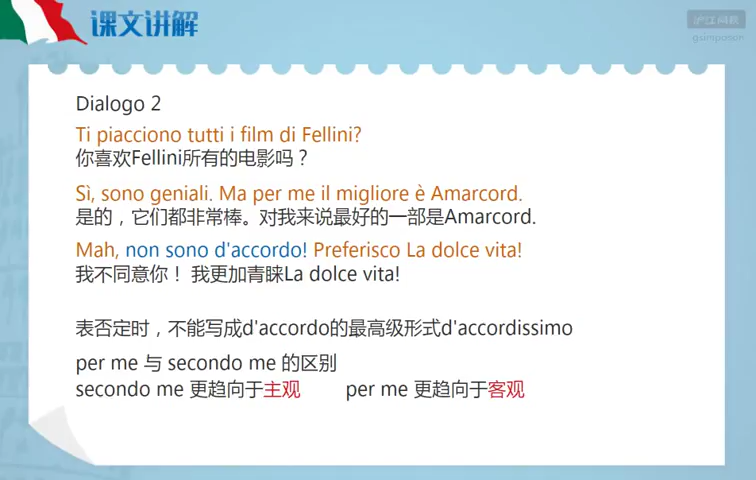 课文讲解
沪江网校
Dialogo 2
Ti piacciono tutti i film di Fellini?
你喜欢Fellini所有的电影吗？
Sì, sono geniali. Ma per me il migliore è Amarcord.
是的，它们都非常棒。对我来说最好的一部是Amarcord.
Mah, non sono d'accordo! Preferisco La dolce vita!
我不同意你！ 我更加青睐La dolce vita!
表否定时，不能写成d'accordo的最高级形式d'accordissimo
per me 与 secondo me 的区别
secondo me 更趋向于主观 per me 更趋向于客观